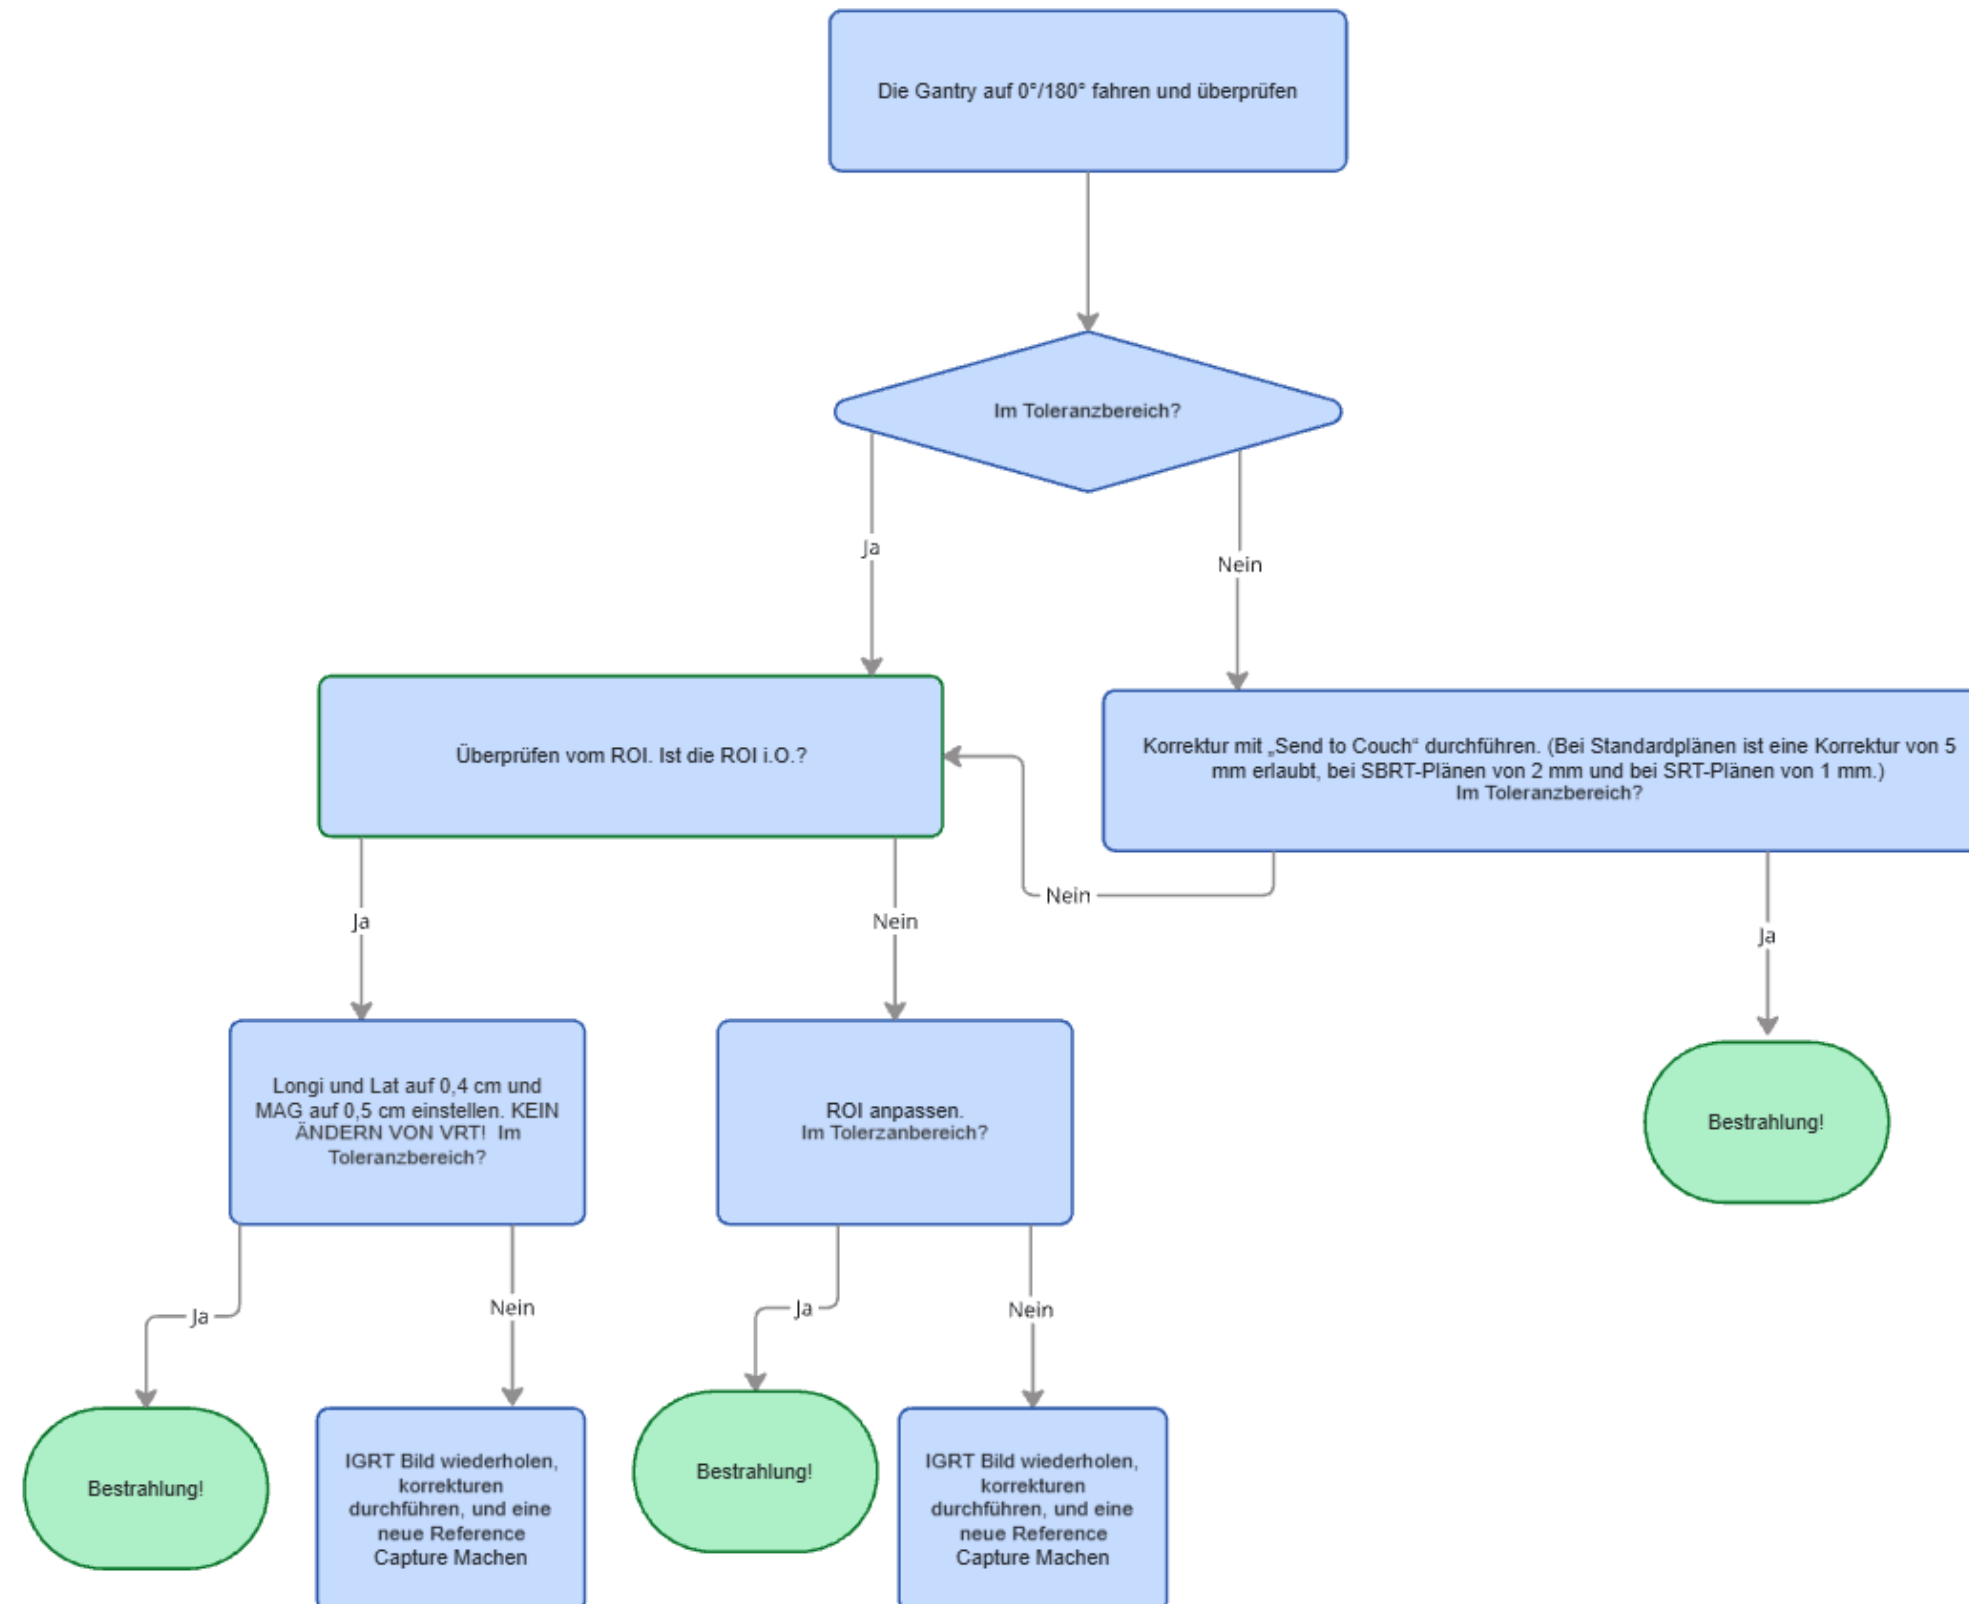 Die Gantry auf 0°/180° fahren und überprüfen
Im Toleranzbereich?
Ja
Nein
Überprüfen vom ROI. Ist die ROI i.O.?
Korrektur mit „Send to Couch“ durchführen. (Bei Standardplänen ist eine Korrektur von 5
mm erlaubt, bei SBRT-Plänen von 2 mm und bei SRT-Plänen von 1 mm.)
Im Toleranzbereich?
Nein
Ja
Nein
Ja
Longi und Lat auf 0,4 cm und
MAG auf 0,5 cm einstellen. KEIN
ÄNDERN VON VRT! Im
Toleranzbereich?
ROI anpassen.
Im Tolerzanbereich?
Bestrahlung!
Ja
Nein
Ja
Nein
Bestrahlung!
IGRT Bild wiederholen,
korrekturen
durchführen, und eine
neue Reference
Capture Machen
Bestrahlung!
IGRT Bild wiederholen,
korrekturen
durchführen, und eine
neue Reference
Capture Machen